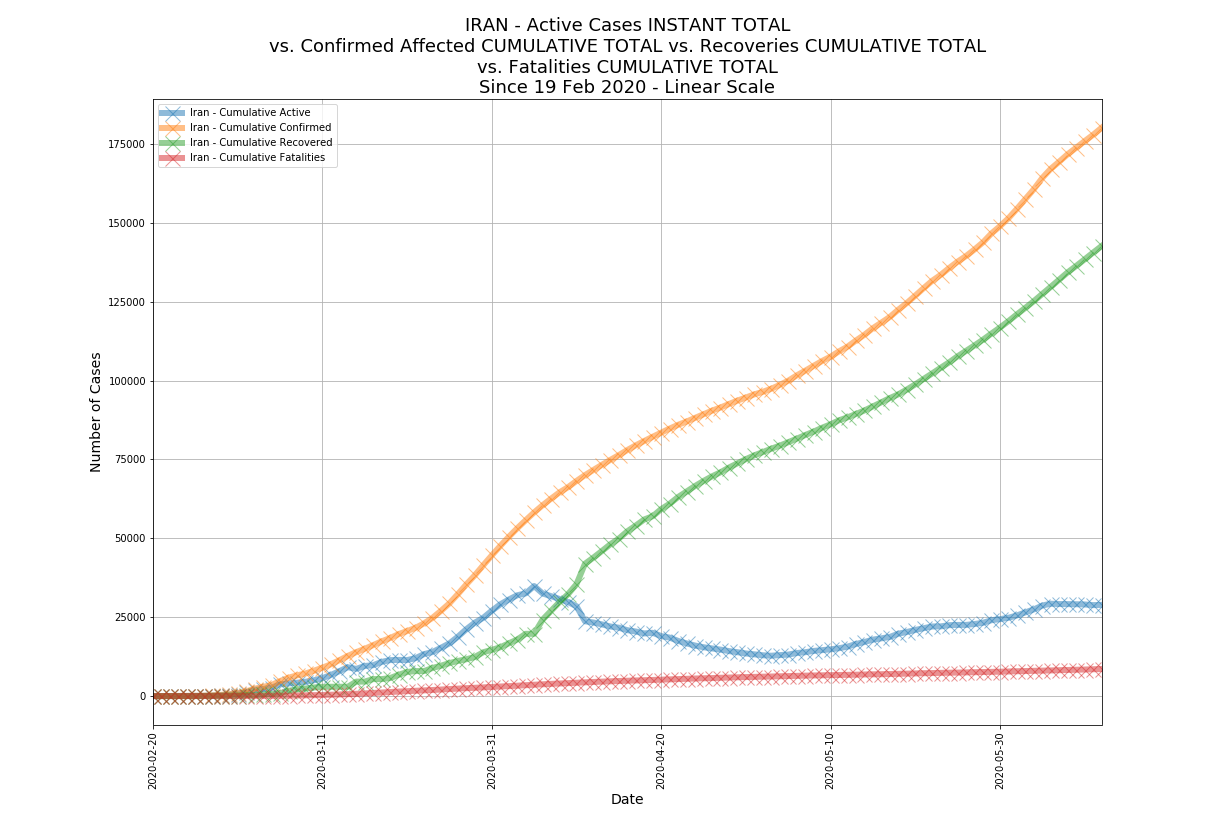 IRAN - Active Cases INSTANT TOTAL
vs. Confirmed Affected CUMULATIVE TOTAL vs. Recoveries CUMULATIVE TOTAL
vs. Fatalities CUMULATIVE TOTAL
Since 19 Feb 2020 - Linear Scale
Iran - Cumulative Active
Iran - Cumulative Confirmed
Iran - Cumulative Recovered
Iran - Cumulative Fatalities
175000
150000
125000
100000
75000
50000
25000
0
Number of Cases
2020-02-20
2020-03-11
2020-03-31
2020-04-20
2020-05-10
2020-05-30
Date